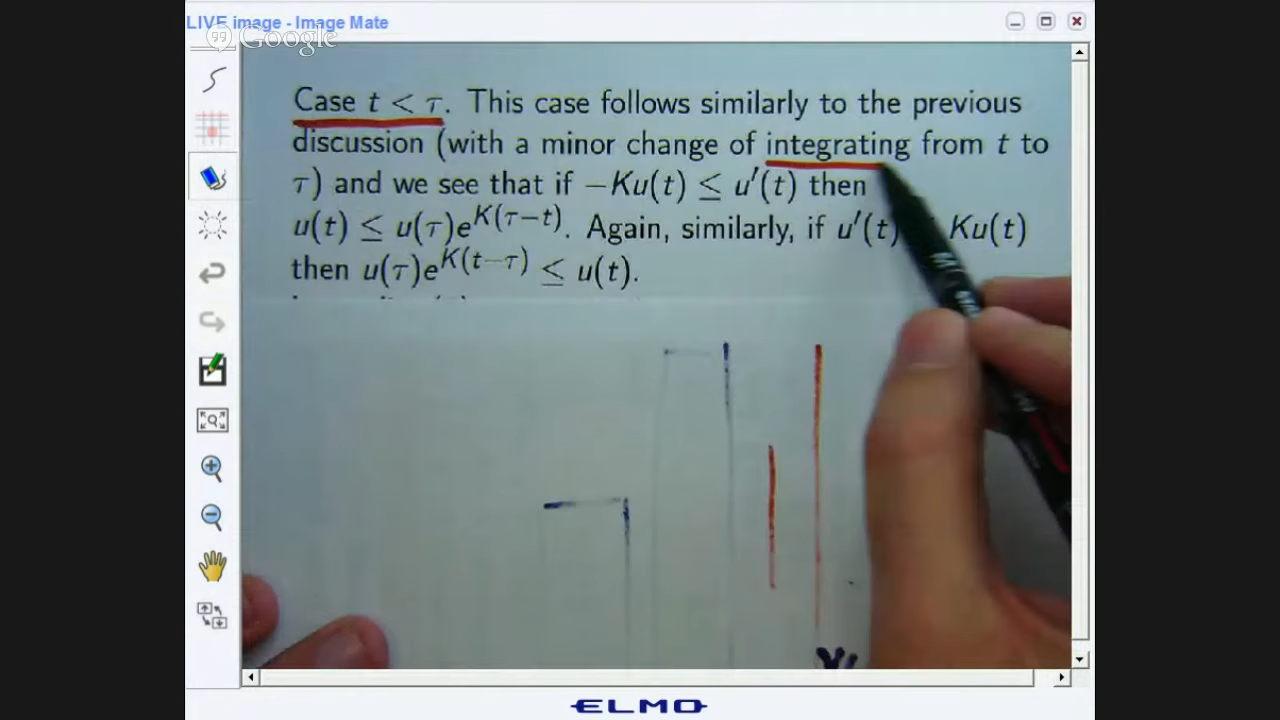 LIVE image - Image Mate
Google
Case t < τ. This case follows similarly to the previous
discussion (with a minor change of integrating from t to
τ) and we see that if −Ku(t) ≤ u′(t) then
u(t) ≤ u(τ)e^{K(τ−t)}. Again, similarly, if u′(t) Ku(t)
then u(τ)e^{K(t−τ)} ≤ u(t).
ELMO